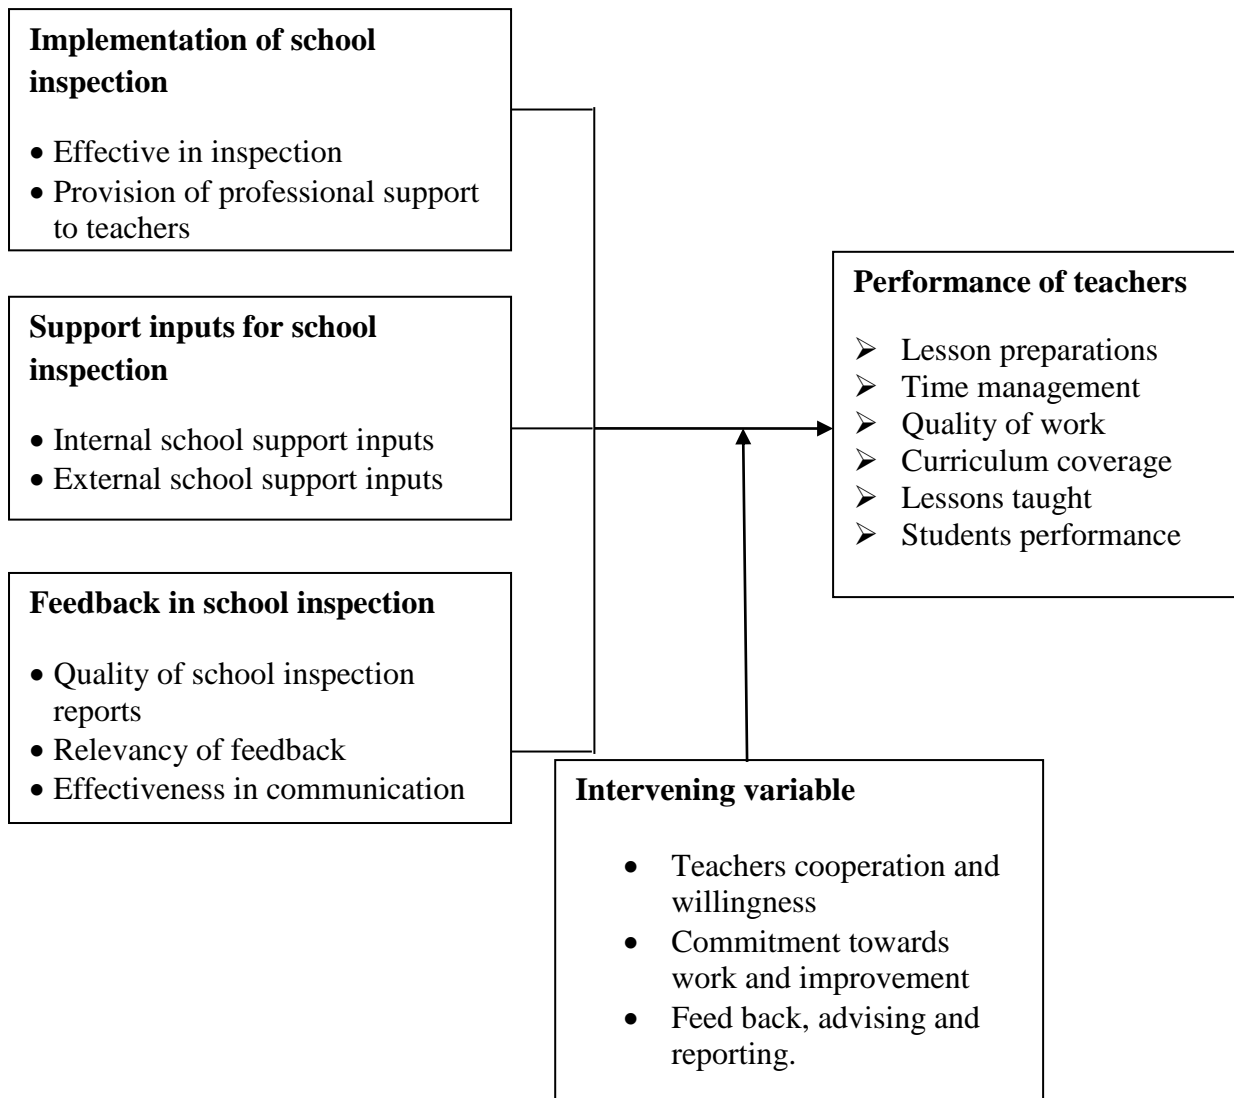 Implementation of school
inspection
• Effective in inspection
• Provision of professional support
to teachers
Support inputs for school
inspection
• Internal school support inputs
• External school support inputs
Feedback in school inspection
• Quality of school inspection
reports
• Relevancy of feedback
• Effectiveness in communication
Performance of teachers
➢ Lesson preparations
➢ Time management
➢ Quality of work
➢ Curriculum coverage
➢ Lessons taught
➢ Students performance
Intervening variable
• Teachers cooperation and
willingness
• Commitment towards
work and improvement
• Feed back, advising and
reporting.